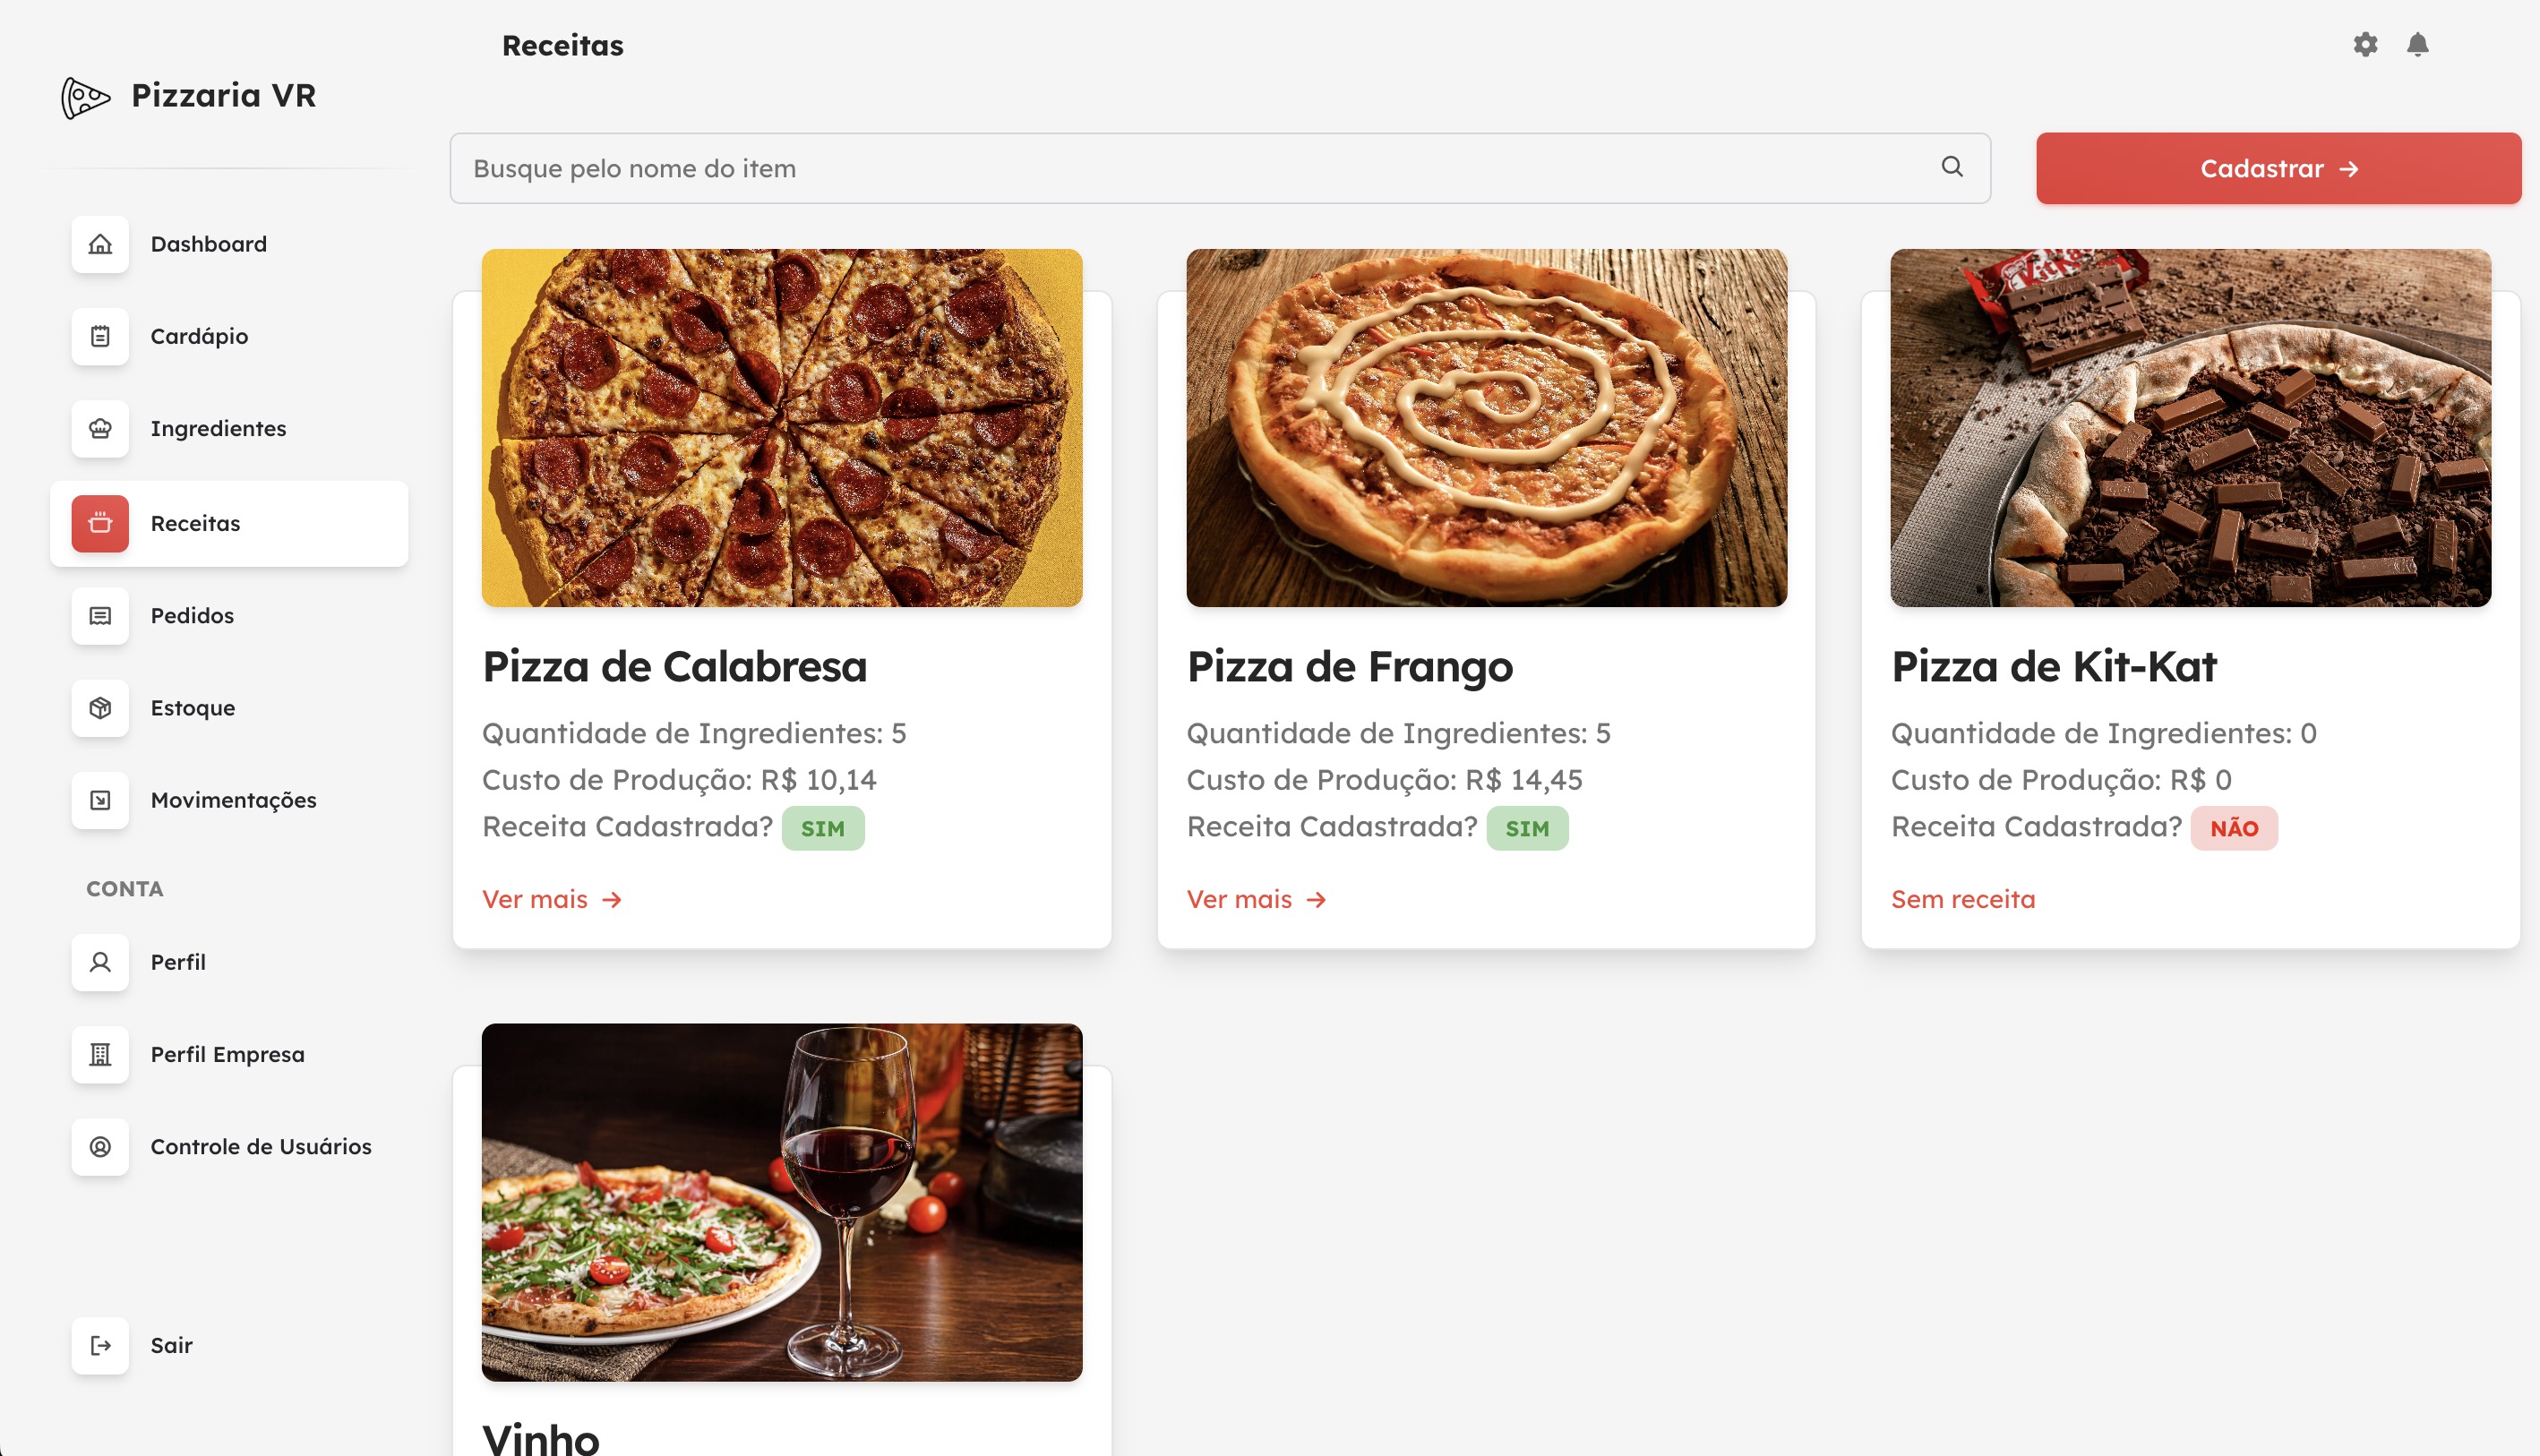 Receitas
Pizzaria VR
Busque pelo nome do item
Cadastrar →
Dashboard
Cardápio
Ingredientes
Receitas
Pedidos
Estoque
Movimentações
CONTA
Perfil
Perfil Empresa
Controle de Usuários
Sair
Pizza de Calabresa
Quantidade de Ingredientes: 5
Custo de Produção: R$ 10,14
Receita Cadastrada? SIM
Ver mais →
Pizza de Frango
Quantidade de Ingredientes: 5
Custo de Produção: R$ 14,45
Receita Cadastrada? SIM
Ver mais →
Pizza de Kit-Kat
Quantidade de Ingredientes: 0
Custo de Produção: R$ 0
Receita Cadastrada? NÃO
Sem receita
Vinho